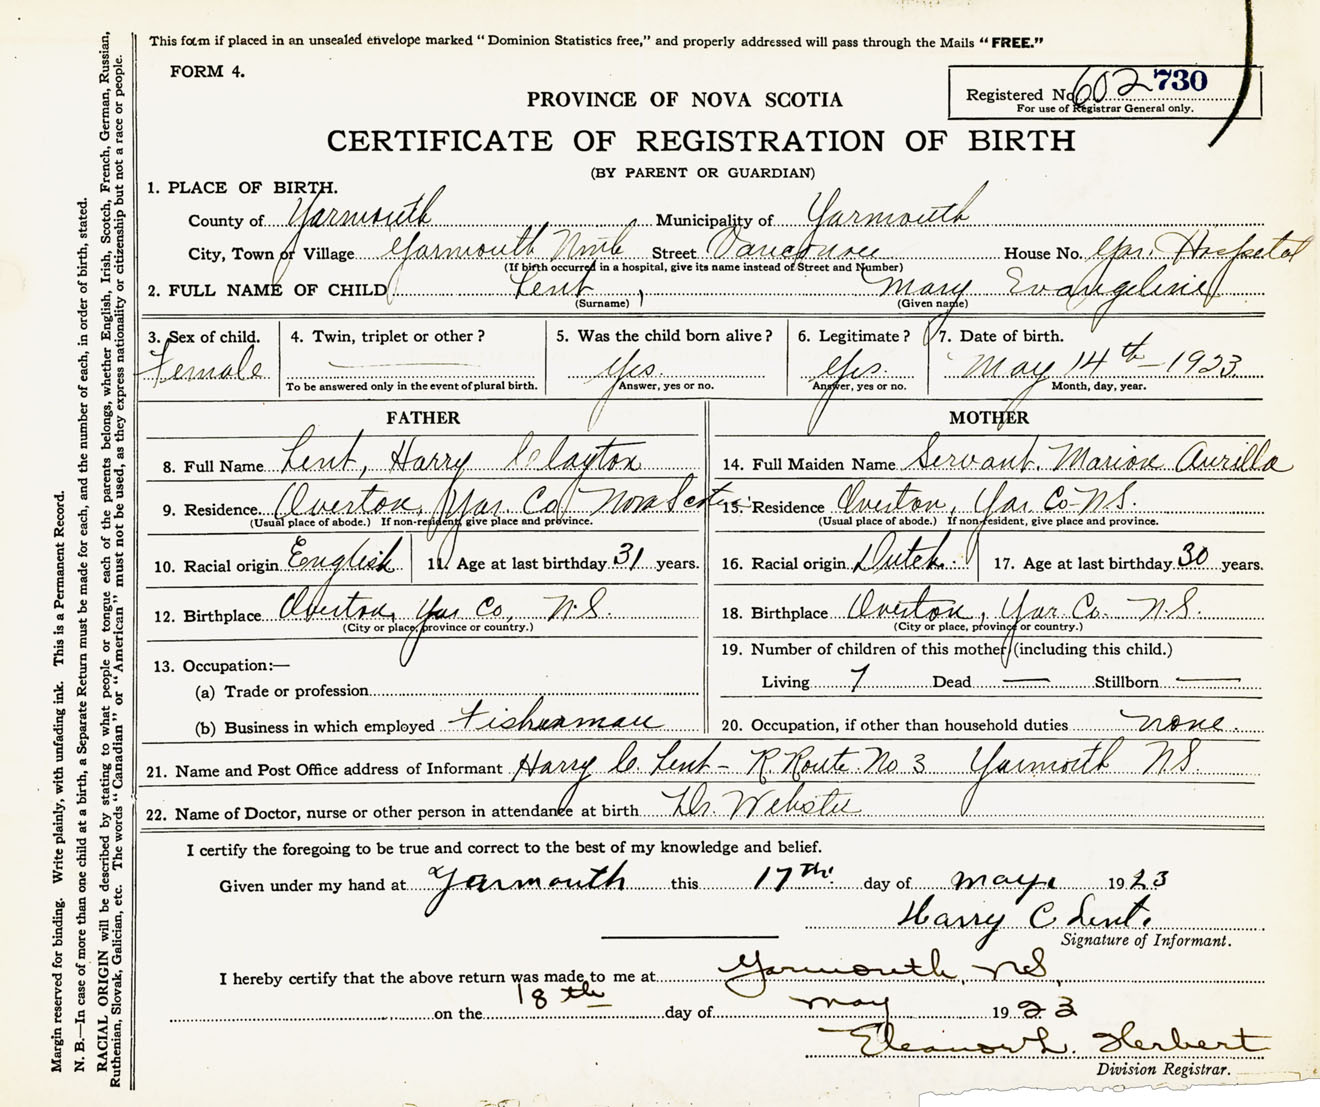 This form if placed in an unsealed envelope marked "Dominion Statistics free," and properly addressed will pass through the Mails "FREE."
FORM 4.
Registered No. 602 730
For use of Registrar General only.
PROVINCE OF NOVA SCOTIA
CERTIFICATE OF REGISTRATION OF BIRTH
(BY PARENT OR GUARDIAN)
1. PLACE OF BIRTH.
County of Yarmouth Municipality of Yarmouth
City, Town or Village Yarmouth Street Vancouver House No. Yar. Hospital
(If birth occurred in a hospital, give its name instead of Street and Number)
2. FULL NAME OF CHILD Lent, Mary Evangeline
(Surname) (Given name)
3. Sex of child. 4. Twin, triplet or other? 5. Was the child born alive? 6. Legitimate? 7. Date of birth.
Female — Yes. Yes. May 14th - 1923
To be answered only in the event of plural birth. Answer, yes or no. Answer, yes or no. Month, day, year.
FATHER MOTHER
8. Full Name Lent, Harry Clayton 14. Full Maiden Name Servant. Marion Aurilla
9. Residence Overton, Yar. Co. Nova Scotia 15. Residence Overton, Yar. Co. N.S.
(Usual place of abode.) If non-resident, give place and province. (Usual place of abode.) If non-resident, give place and province.
10. Racial origin English 11. Age at last birthday 31 years. 16. Racial origin Dutch. 17. Age at last birthday 30 years.
12. Birthplace Overton, Yar. Co, N.S. 18. Birthplace Overton, Yar. Co. N.S.
(City or place, province or country.) (City or place, province or country.)
19. Number of children of this mother (including this child.)
13. Occupation:—
(a) Trade or profession Living 7 Dead — Stillborn —
(b) Business in which employed Fisherman 20. Occupation, if other than household duties none.
21. Name and Post Office address of Informant Harry C. Lent - R. Route No 3 Yarmouth N.S.
22. Name of Doctor, nurse or other person in attendance at birth Dr. Webster
I certify the foregoing to be true and correct to the best of my knowledge and belief.
Given under my hand at Yarmouth this 17th. day of May. 1923
Harry C Lent.
Signature of Informant.
I hereby certify that the above return was made to me at Yarmouth, N.S,
on the 18th day of May 1923
Eleanor L. Herbert
Division Registrar.
Margin reserved for binding. Write plainly, with unfading ink. This is a Permanent Record.
N. B.—In case of more than one child at a birth, a Separate Return must be made for each, and the number of each, in order of birth, stated.
RACIAL ORIGIN will be described by stating to what people or tongue each of the parents belongs, whether English, Irish, Scotch, French, German, Russian,
Ruthenian, Slovak, Galician, etc. The words "Canadian" or "American" must not be used, as they express nationality or citizenship but not a race or people.